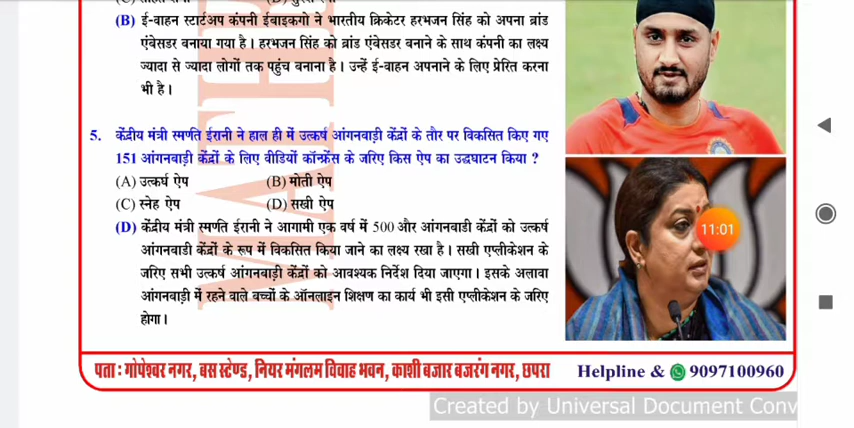 (B) ई-वाहन स्टार्टअप कंपनी ईवाइकगो ने भारतीय क्रिकेटर हरभजन सिंह को अपना ब्रांड
एंबेसडर बनाया गया है। हरभजन सिंह को ब्रांड एंबेसडर बनाने के साथ कंपनी का लक्ष्य
ज्यादा से ज्यादा लोगों तक पहुंच बनाना है। उन्हें ई-वाहन अपनाने के लिए प्रेरित करना
भी है।
5. केंद्रीय मंत्री स्मणति ईरानी ने हाल ही में उत्कर्ष आंगनवाड़ी केंद्रों के तौर पर विकसित किए गए
151 आंगनवाड़ी केंद्रों के लिए वीडियों कॉन्फ्रेंस के जरिए किस ऐप का उद्घघाटन किया ?
(A) उत्कर्ष ऐप (B) मोती ऐप
(C) स्नेह ऐप (D) सखी ऐप
(D) केंद्रीय मंत्री स्मणति ईरानी ने आगामी एक वर्ष में 500 और आंगनवाडी केंद्रों को उत्कर्ष
आंगनवाडी केंद्रों के रूप में विकसित किया जाने का लक्ष्य रखा है। सखी एप्लीकेशन के
जरिए सभी उत्कर्ष आंगनवाड़ी केंद्रों को आवश्यक निर्देश दिया जाएगा। इसके अलावा
आंगनवाड़ी में रहने वाले बच्चों के ऑनलाइन शिक्षण का कार्य भी इसी एप्लीकेशन के जरिए
होगा।
11:01
पता : गोपेश्वर नगर, बस स्टेण्ड, नियर मंगलम विवाह भवन, काशी बजार बजरंग नगर, छपरा Helpline & 9097100960
Created by Universal Document Conv